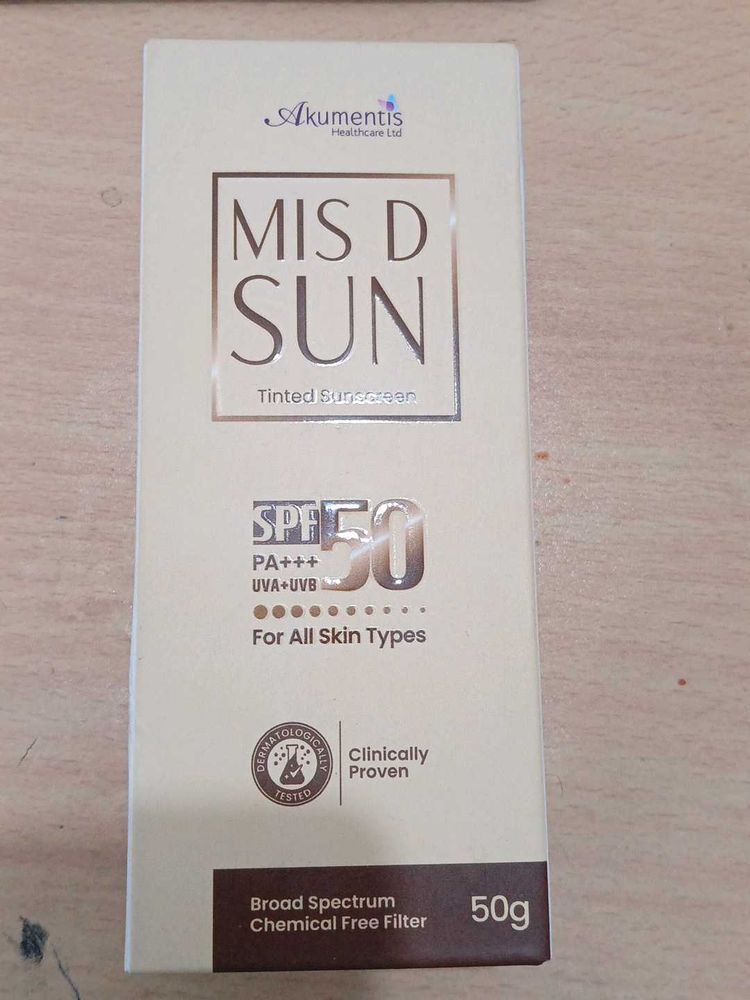 Akumentis
Healthcare Ltd
MIS D
SUN
Tinted Sunscreen
SPF 50
PA+++
UVA+UVB
For All Skin Types
DERMATOLOGICALLY
TESTED
Clinically
Proven
Broad Spectrum
Chemical Free Filter
50g